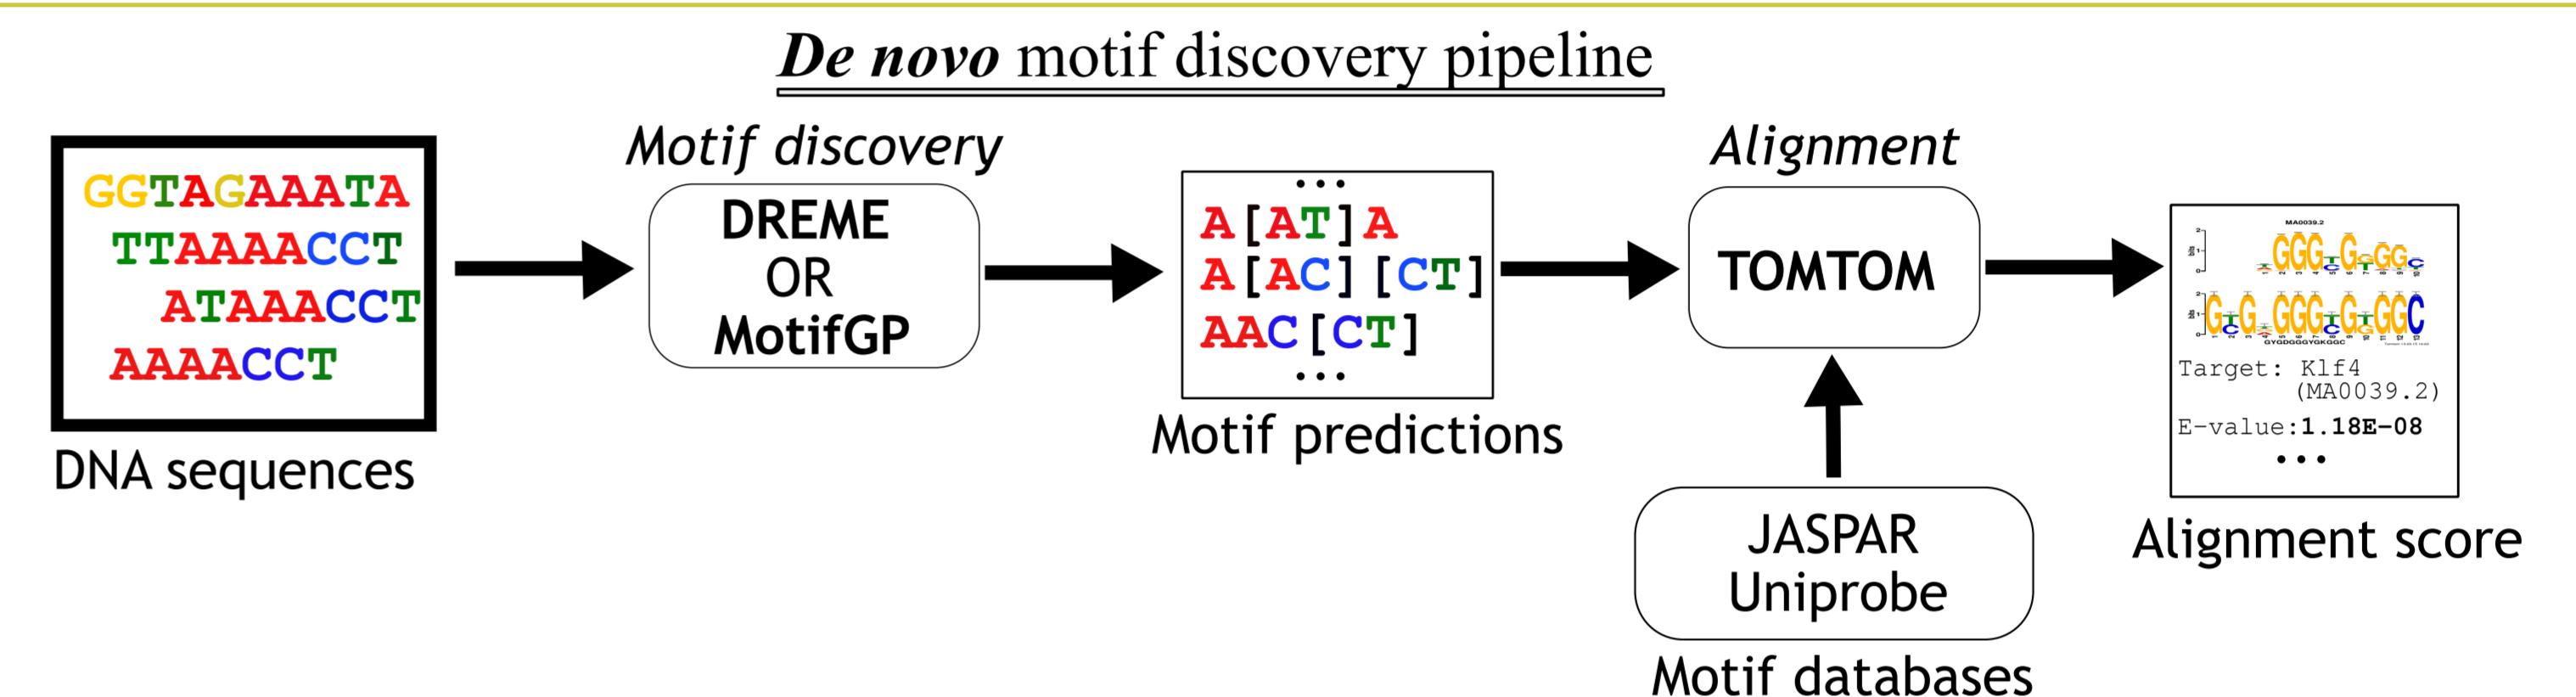 De novo motif discovery pipeline
GGTAGAAATA
TTAAAACCT
ATAAACCT
AAAACCT
DNA sequences
Motif discovery
DREME
OR
MotifGP
...
A[AT]A
A[AC][CT]
AAC[CT]
...
Motif predictions
Alignment
TOMTOM
JASPAR
Uniprobe
Motif databases
MA0039.2
GYGDGGGYGKGGC
Target: Klf4
(MA0039.2)
E-value:1.18E-08
...
Alignment score